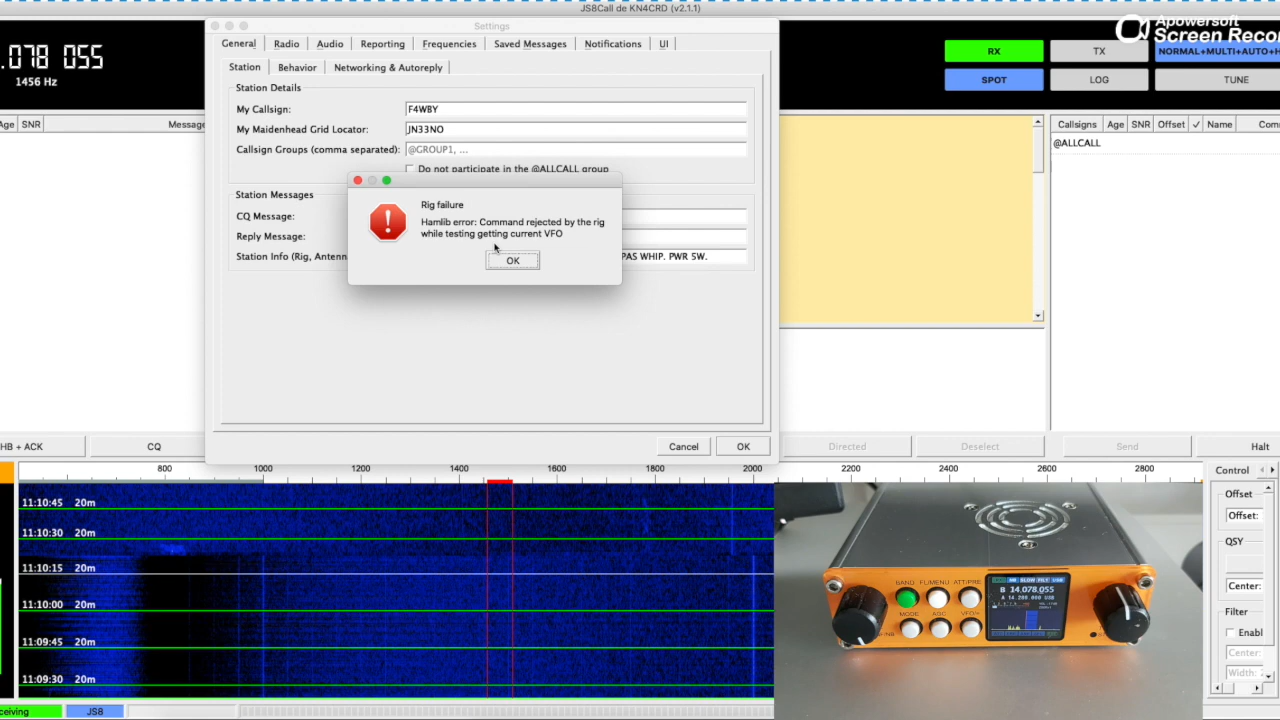 JS8Call de KN4CRD (v2.1.1)
Apowersoft
Screen Recor
.078 055
1456 Hz
RX
TX
NORMAL+MULTI+AUTO+H
SPOT
LOG
TUNE
Settings
General
Radio
Audio
Reporting
Frequencies
Saved Messages
Notifications
UI
Station
Behavior
Networking & Autoreply
Station Details
My Callsign:
F4WBY
My Maidenhead Grid Locator:
JN33NO
Callsign Groups (comma separated):
@GROUP1, ...
Do not participate in the @ALLCALL group
Station Messages
CQ Message:
Reply Message:
Station Info (Rig, Antenn
PAS WHIP. PWR 5W.
Rig failure
Hamlib error: Command rejected by the rig
while testing getting current VFO
OK
Cancel
OK
Age
SNR
Message
Callsigns
Age
SNR
Offset
✓
Name
Com
@ALLCALL
HB + ACK
CQ
Directed
Deselect
Send
Halt
800
1000
1200
1400
1600
1800
2000
2200
2400
2600
2800
11:10:45 20m
11:10:30 20m
11:10:15 20m
11:10:00 20m
11:09:45 20m
11:09:30 20m
Control
Offset
Offset:
QSY
Center:
Filter
Enabl
Center:
Width:
BAND
FL/MENU
ATT/PRE
MODE
AGC
B 14.078.055
A 14.200.000 USB
ceiving
JS8